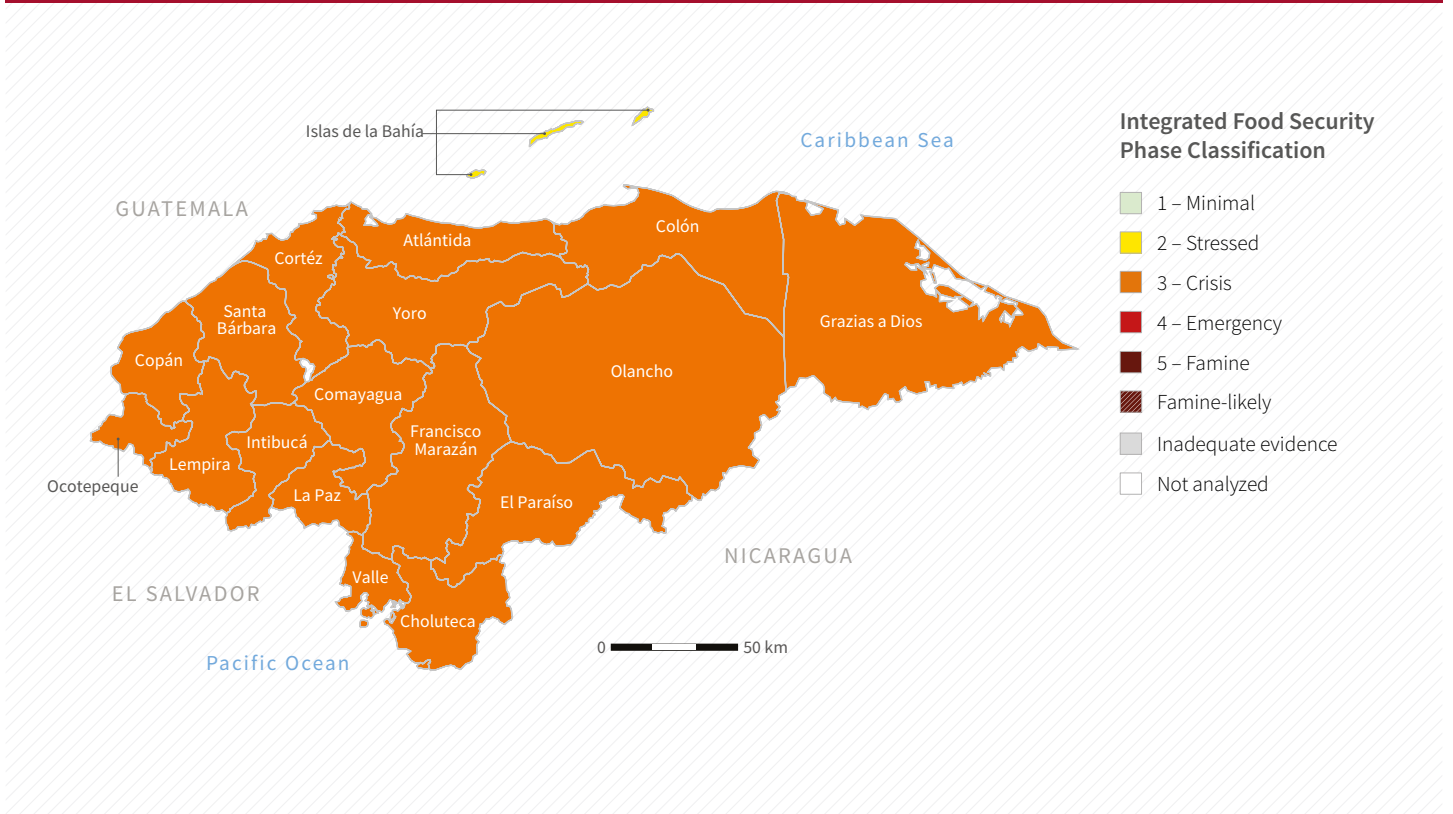 Islas de la Bahía
Caribbean Sea
GUATEMALA
Atlántida
Colón
Cortéz
Santa
Bárbara
Yoro
Grazias a Dios
Copán
Olancho
Comayagua
Francisco
Marazán
Intibucá
Lempira
Ocotepeque
La Paz
El Paraíso
NICARAGUA
Valle
EL SALVADOR
Choluteca
Pacific Ocean
0 50 km
Integrated Food Security
Phase Classification
1 – Minimal
2 – Stressed
3 – Crisis
4 – Emergency
5 – Famine
Famine-likely
Inadequate evidence
Not analyzed